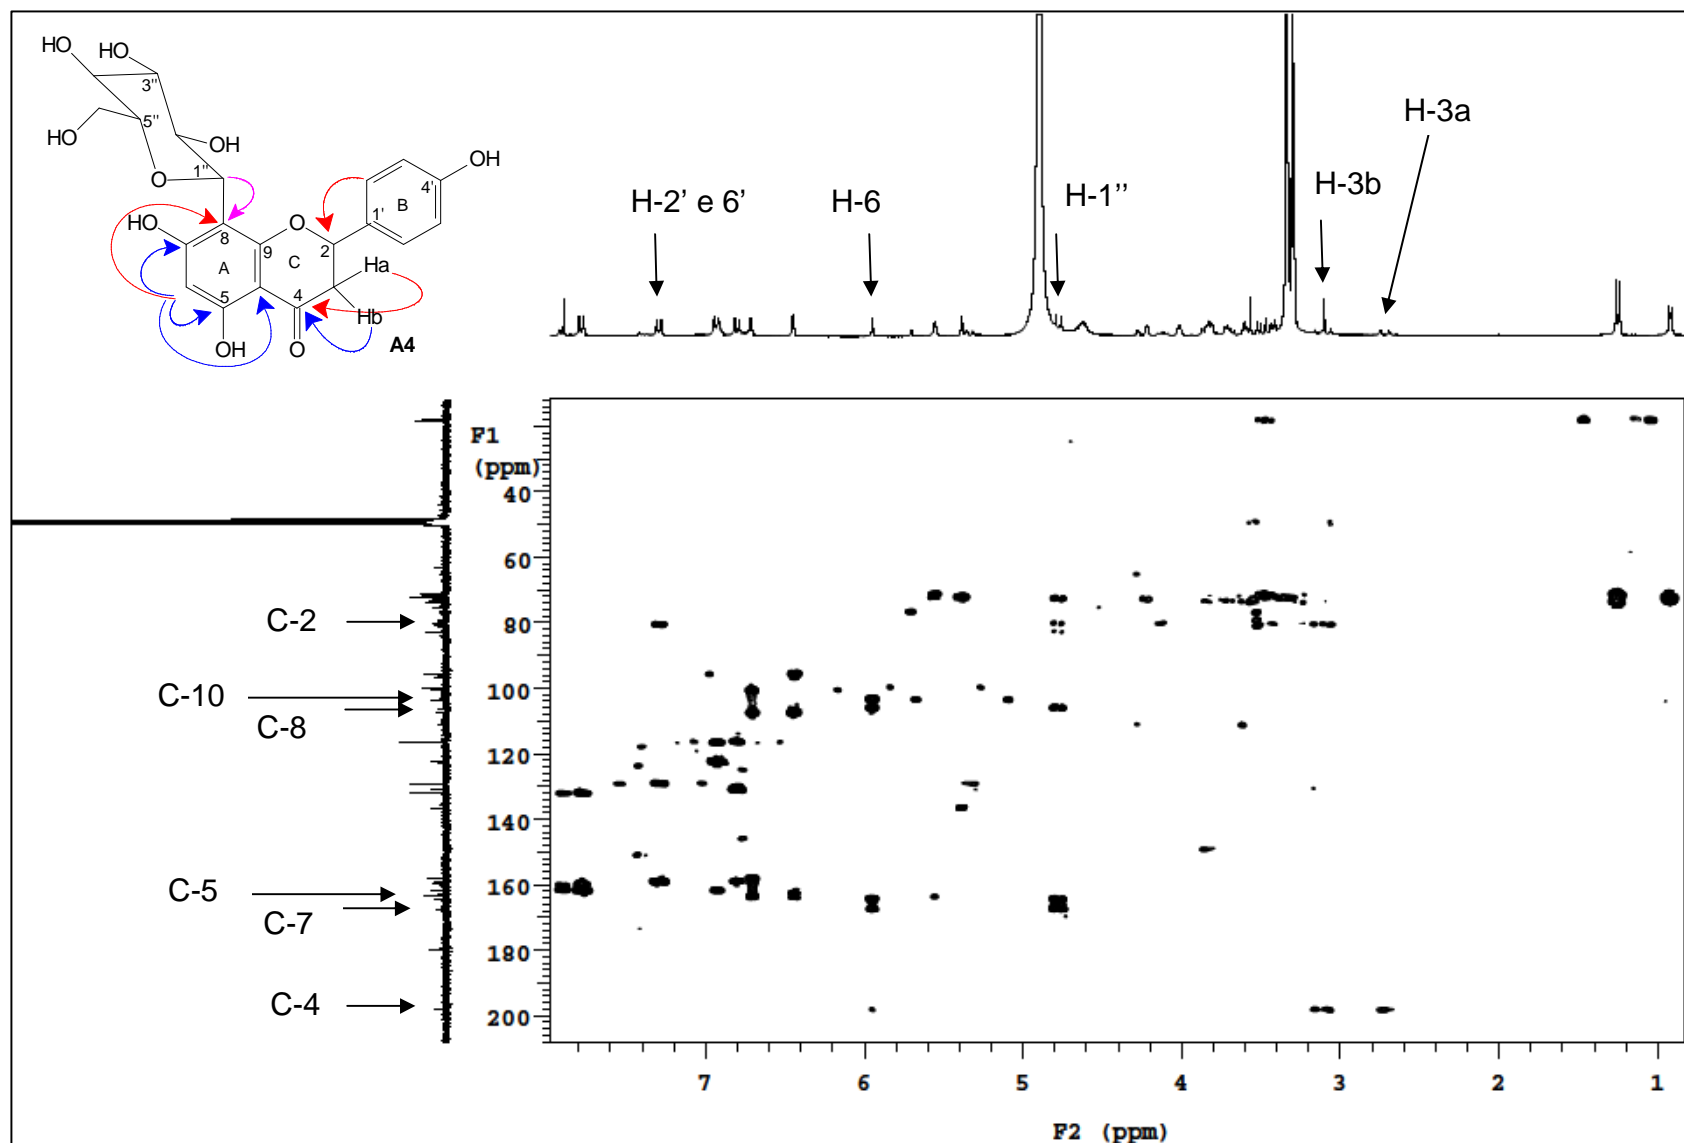 HO
HO
3''
HO
5''
OH
1''
O
HO
8
9
O
2
1'
B
4'
OH
A
C
Ha
5
4
Hb
OH
O
A4
H-2' e 6'
H-6
H-1''
H-3b
H-3a
F1
(ppm)
40
60
80
100
120
140
160
180
200
C-2
C-10
C-8
C-5
C-7
C-4
7 6 5 4 3 2 1
F2 (ppm)